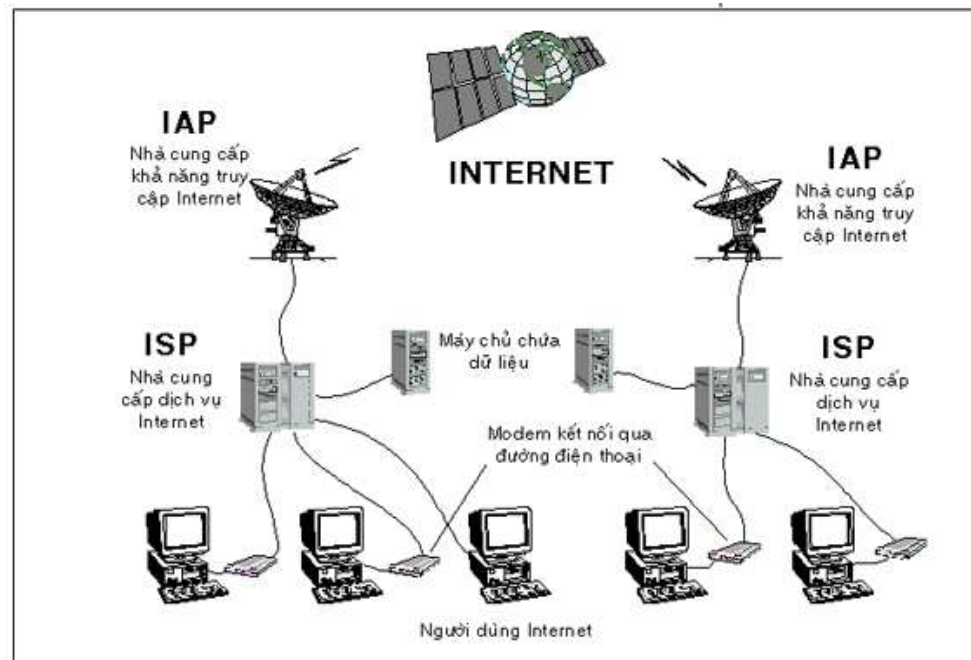 IAP
Nhà cung cấp
khả năng truy
cập Internet
INTERNET
IAP
Nhà cung cấp
khả năng truy
cập Internet
ISP
Nhà cung
cấp dịch vụ
Internet
Máy chủ chứa
dữ liệu
ISP
Nhà cung cấp
dịch vụ
Internet
Modem kết nối qua
đường điện thoại
Người dùng Internet